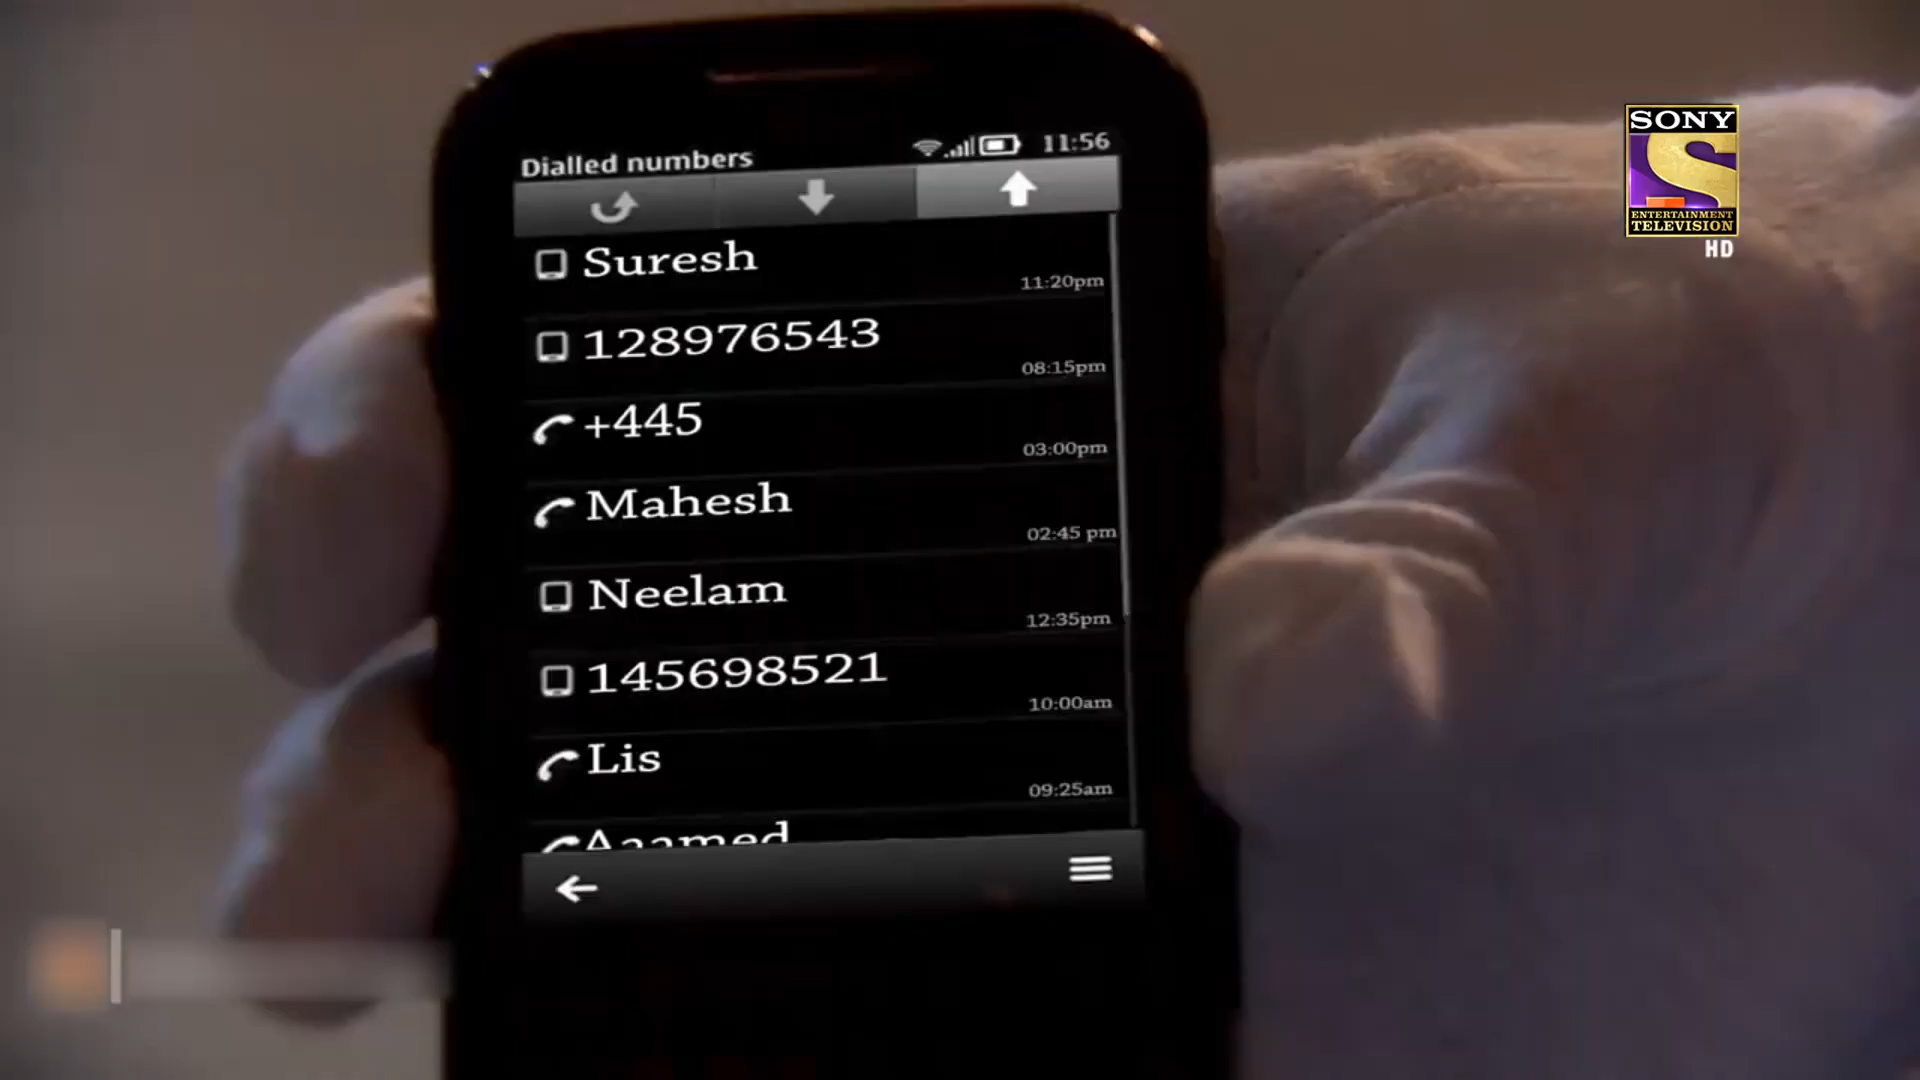 SONY
ENTERTAINMENT
TELEVISION
HD
Dialled numbers 11:56
Suresh
11:20pm
128976543
08:15pm
+445
03:00pm
Mahesh
02:45 pm
Neelam
12:35pm
145698521
10:00am
Lis
09:25am